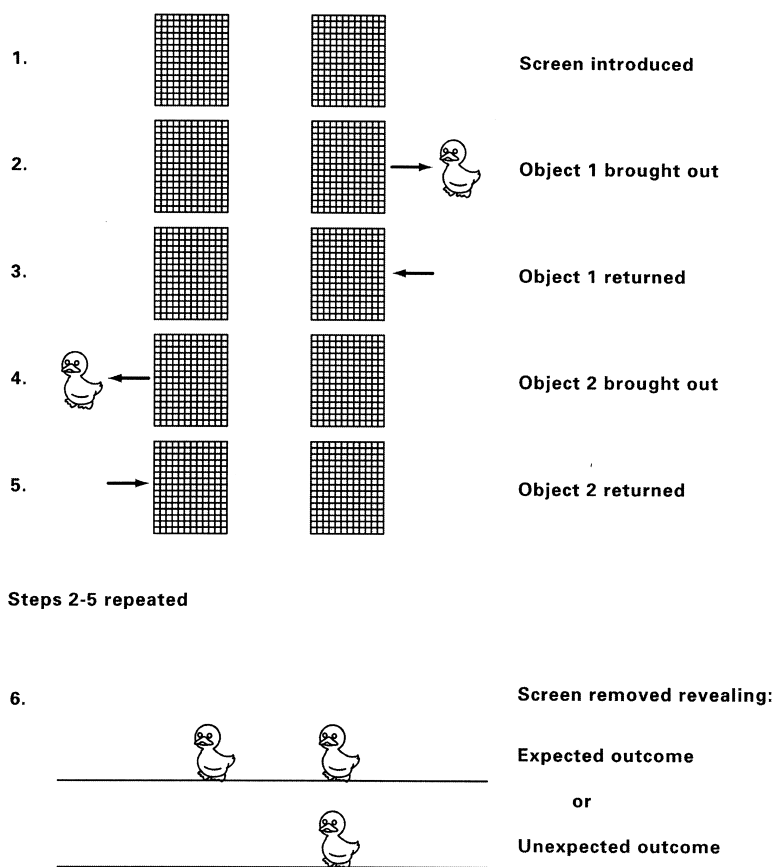 1.
Screen introduced
2.
Object 1 brought out
3.
Object 1 returned
4.
Object 2 brought out
5.
Object 2 returned
Steps 2-5 repeated
6.
Screen removed revealing:
Expected outcome
or
Unexpected outcome